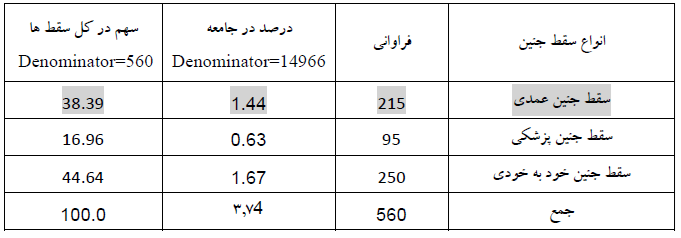 انواع سقط جنین	فراوانی	درصد در جامعه Denominator=14966	سهم در کل سقط ها Denominator=560
سقط جنین عمدی	215	1.44	38.39
سقط جنین پزشکی	95	0.63	16.96
سقط جنین خود به خودی	250	1.67	44.64
جمع	560	۳,۷4	100.0